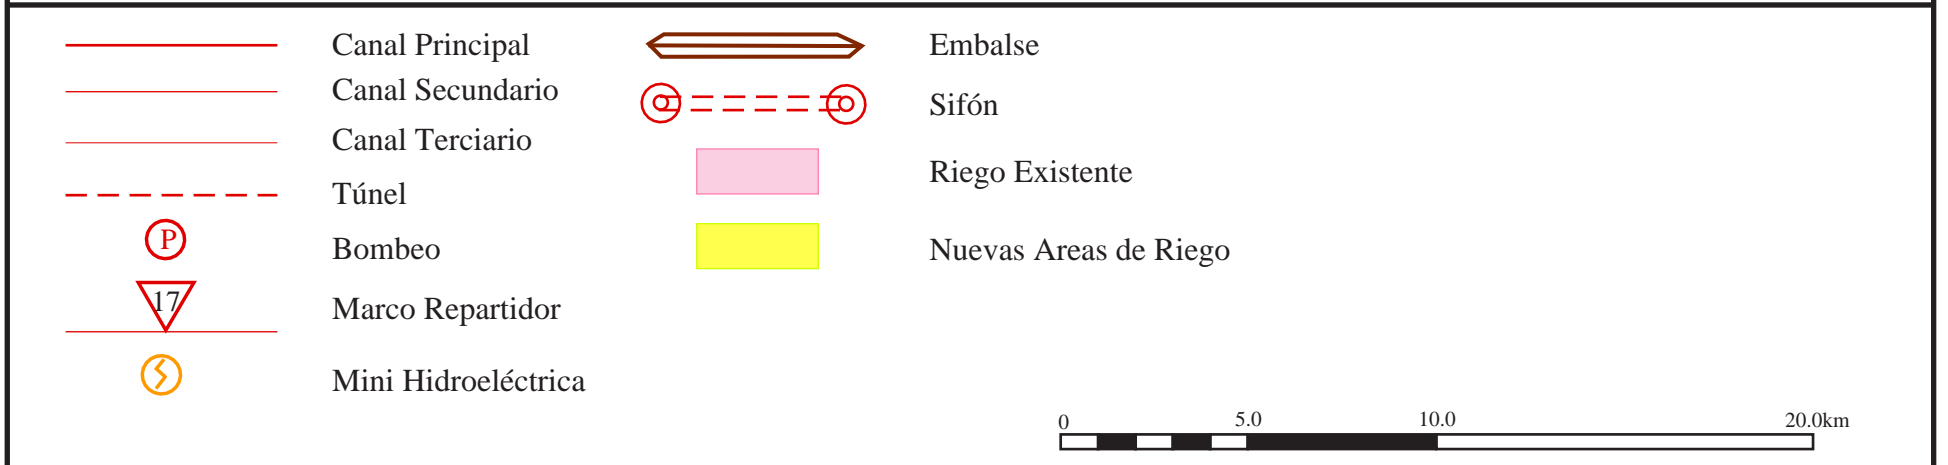 Canal Principal
Canal Secundario
Canal Terciario
Túnel
P
Bombeo
17
Marco Repartidor
Mini Hidroeléctrica
Embalse
Sifón
Riego Existente
Nuevas Areas de Riego
0 5.0 10.0 20.0km